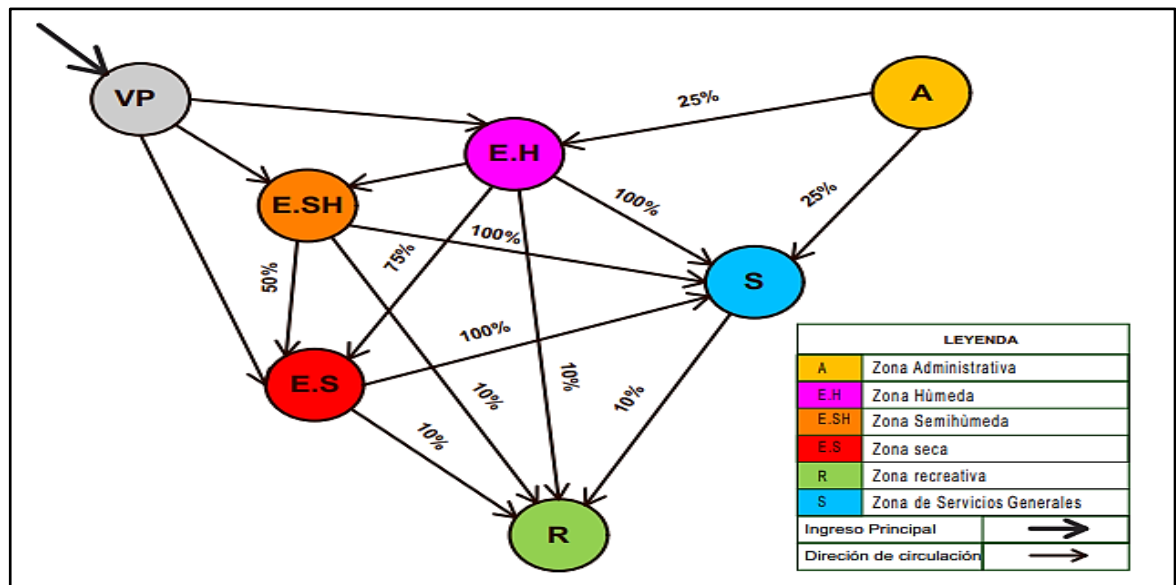 VP
A
25%
E.H
25%
100%
E.SH
100%
75%
50%
S
100%
E.S
10%
10%
10%
10%
R
LEYENDA
A Zona Administrativa
E.H Zona Hùmeda
E.SH Zona Semihùmeda
E.S Zona seca
R Zona recreativa
S Zona de Servicios Generales
Ingreso Principal
Direción de circulación